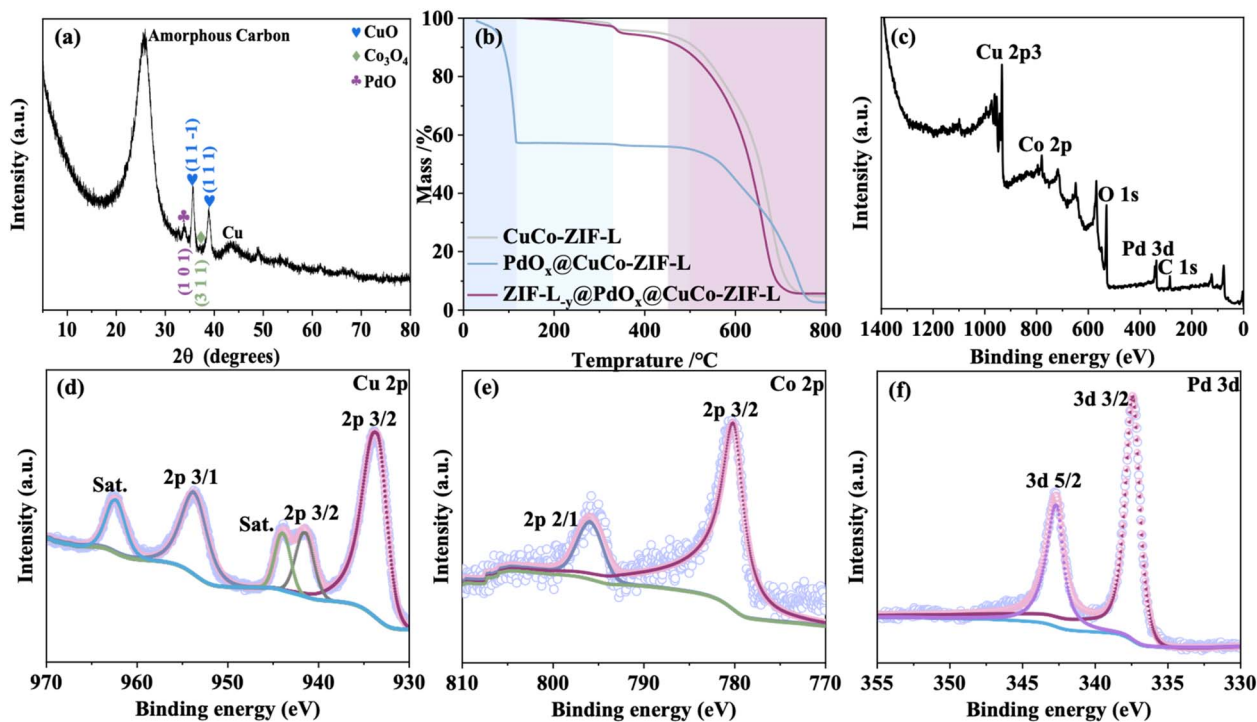 (a)
Amorphous Carbon
♥ CuO
♦ Co₃O₄
♣ PdO
(1 1 -1)
(1 1 1)
(1 0 1)
(3 1 1)
Cu
Intensity (a.u.)
10 20 30 40 50 60 70 80
2θ (degrees)
(b)
Mass /%
100
90
80
70
60
50
40
30
20
10
0
CuCo-ZIF-L
PdOₓ@CuCo-ZIF-L
ZIF-L₋y@PdOₓ@CuCo-ZIF-L
0 200 400 600 800
Temprature /°C
(c)
Cu 2p3
Co 2p
O 1s
Pd 3d
C 1s
Intensity (a.u.)
1400 1200 1000 800 600 400 200 0
Binding energy (eV)
(d)
Cu 2p
2p 3/2
2p 3/1
Sat.
Sat.
2p 3/2
Intensity (a.u.)
970 960 950 940 930
Binding energy (eV)
(e)
Co 2p
2p 3/2
2p 2/1
Intensity (a.u.)
810 800 790 780 770
Binding energy (eV)
(f)
Pd 3d
3d 3/2
3d 5/2
Intensity (a.u.)
355 350 345 340 335 330
Binding energy (eV)